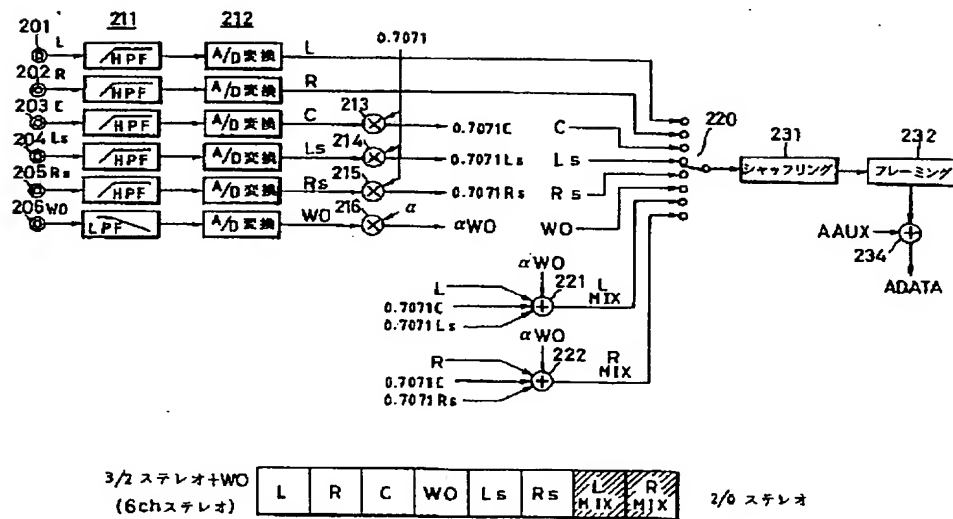 201 L 211 HPF 212 A/D変換 L 0.7071
202 R HPF A/D変換 R
203 C HPF A/D変換 C 213 0.7071C C 220 231 232
204 Ls HPF A/D変換 Ls 214 0.7071Ls Ls シャッフリング フレーミング
205 Rs HPF A/D変換 Rs 215 0.7071Rs Rs
206 WO LPF A/D変換 WO 216 α αWO WO AAUX 234
ADATA
αWO
L 221 L
0.7071C MIX
0.7071Ls
αWO
R 222 R
0.7071C MIX
0.7071Rs
3/2 ステレオ+WO
(6chステレオ)
L R C WO Ls Rs L MIX R MIX
2/0 ステレオ